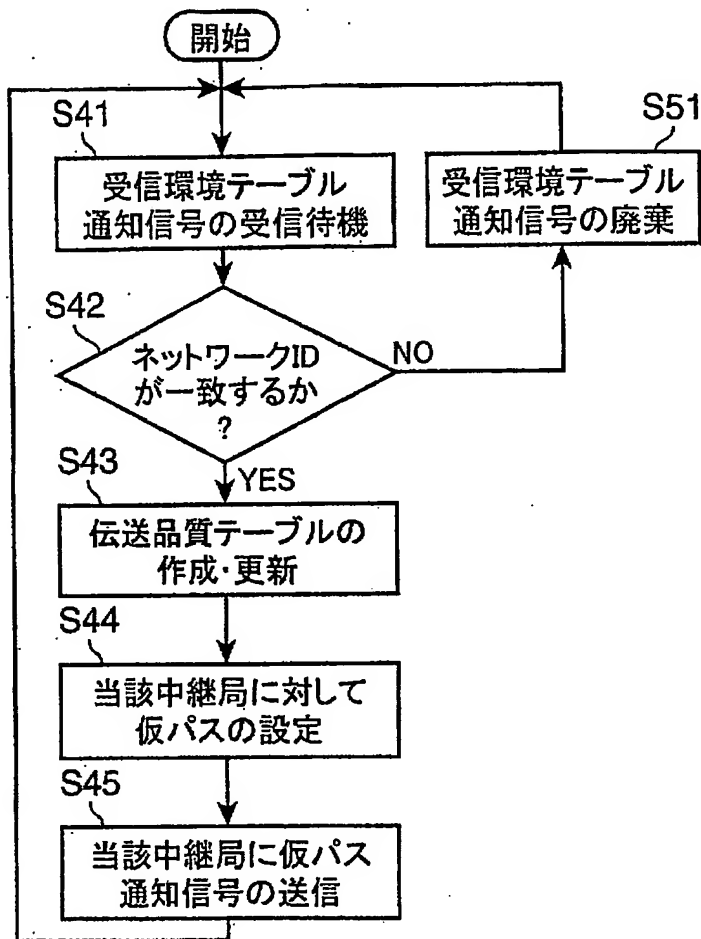 開始
S41
受信環境テーブル
通知信号の受信待機
S51
受信環境テーブル
通知信号の廃棄
S42
ネットワークID
が一致するか
?
NO
YES
S43
伝送品質テーブルの
作成・更新
S44
当該中継局に対して
仮パスの設定
S45
当該中継局に仮パス
通知信号の送信